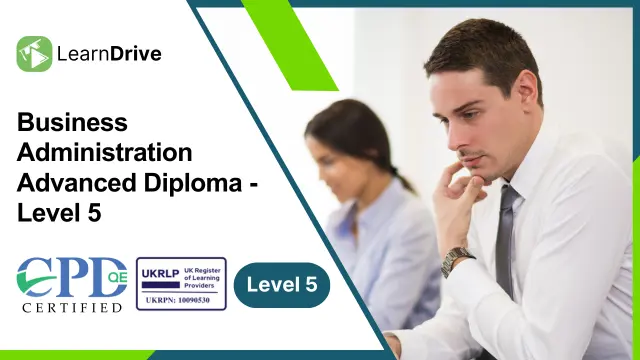 LearnDrive
Business
Administration
Advanced Diploma -
Level 5
CPD
QE
CERTIFIED
UKRLP
UK Register
of Learning
Providers
UKRPN: 10090530
Level 5